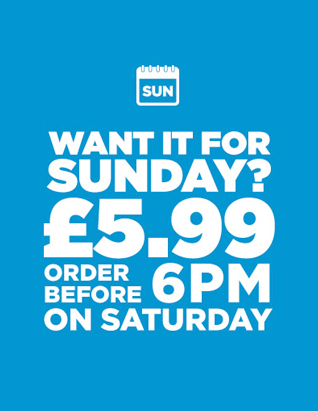 SUN
WANT IT FOR
SUNDAY?
£5.99
ORDER
BEFORE 6PM
ON SATURDAY